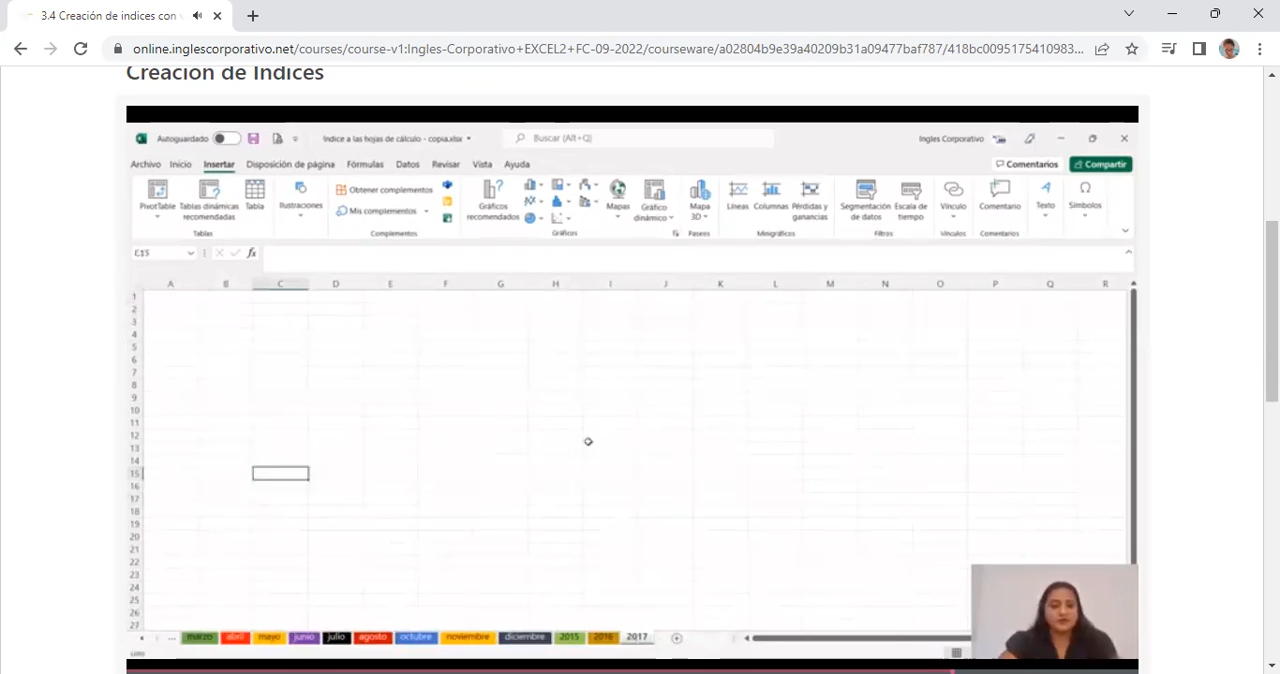 3.4 Creación de indices con v
online.inglescorporativo.net/courses/course-v1:Ingles-Corporativo+EXCEL2+FC-09-2022/courseware/a02804b9e39a40209b31a09477baf787/418bc0095175410983...
Creación de Indices
Autoguardado Indice a las hojas de cálculo - copia.xlsx Buscar (Alt+Q) Ingles Corporativo
Archivo Inicio Insertar Disposición de página Fórmulas Datos Revisar Vista Ayuda Comentarios Compartir
PivotTable Tablas dinámicas recomendadas Tabla Ilustraciones Obtener complementos Mis complementos Gráficos recomendados Mapas Gráfico dinámico Mapa 3D Líneas Columnas Pérdidas y ganancias Segmentación de datos Escala de tiempo Vínculo Comentario Texto Símbolos
Tablas Complementos Gráficos Paseos Minigráficos Filtros Vínculos Comentarios
fx
A B C D E F G H I J K L M N O P Q R
1
2
3
4
5
6
7
8
9
10
11
12
13
14
15
16
17
18
19
20
21
22
23
24
25
26
27
... marzo abril mayo junio julio agosto octubre noviembre diciembre 2015 2016 2017
Listo